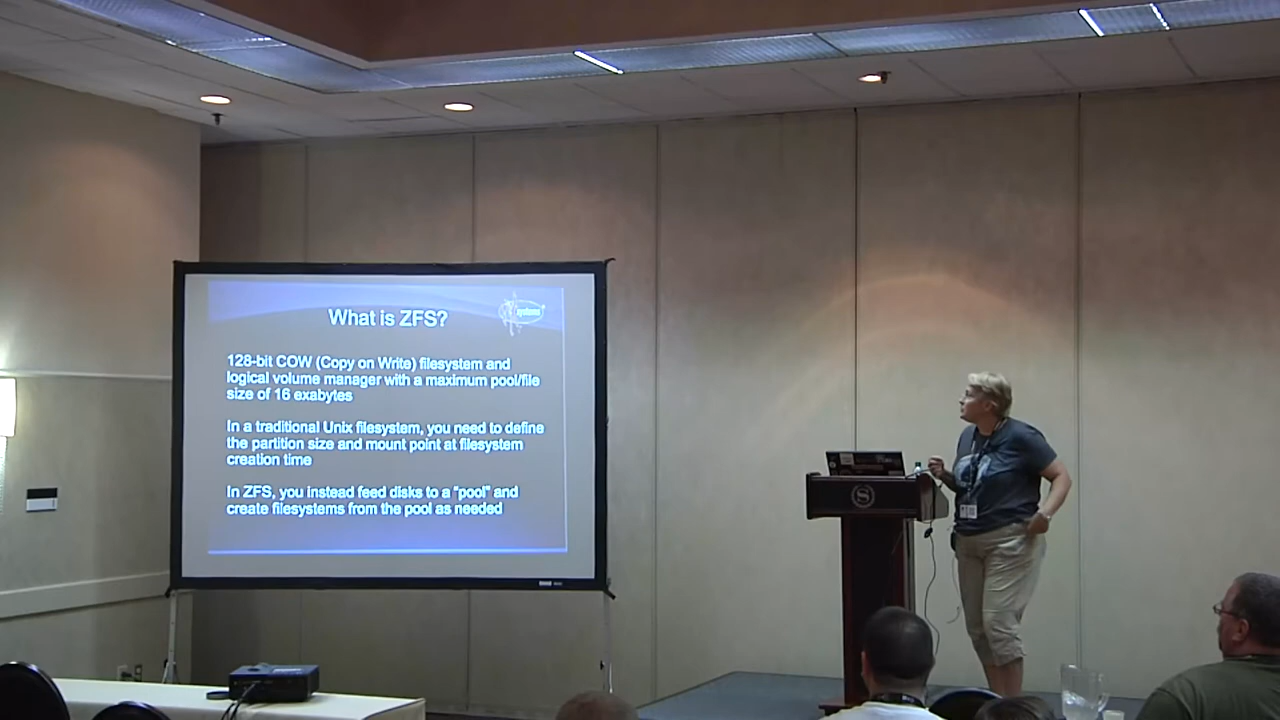 What is ZFS?
systems
128-bit COW (Copy on Write) filesystem and
logical volume manager with a maximum pool/file
size of 16 exabytes
In a traditional Unix filesystem, you need to define
the partition size and mount point at filesystem
creation time
In ZFS, you instead feed disks to a "pool" and
create filesystems from the pool as needed
S